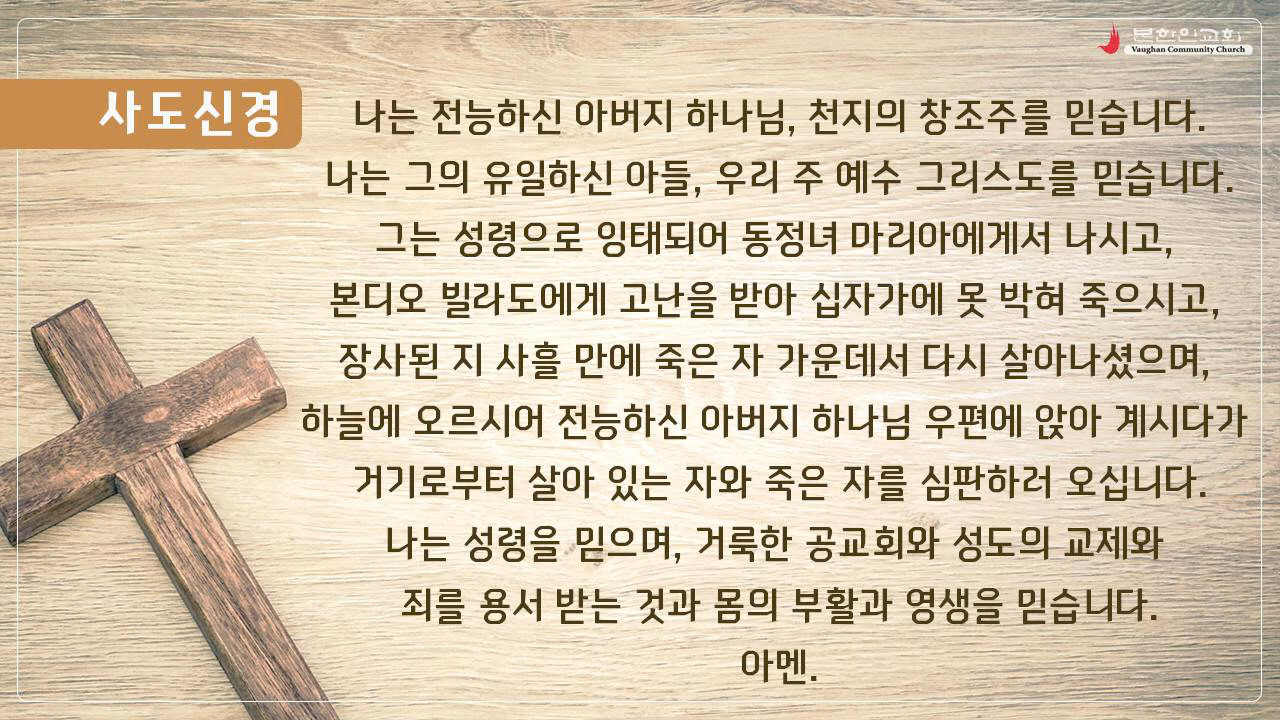 본한인교회
Vaughan Community Church
사도신경
나는 전능하신 아버지 하나님, 천지의 창조주를 믿습니다.
나는 그의 유일하신 아들, 우리 주 예수 그리스도를 믿습니다.
그는 성령으로 잉태되어 동정녀 마리아에게서 나시고,
본디오 빌라도에게 고난을 받아 십자가에 못 박혀 죽으시고,
장사된 지 사흘 만에 죽은 자 가운데서 다시 살아나셨으며,
하늘에 오르시어 전능하신 아버지 하나님 우편에 앉아 계시다가
거기로부터 살아 있는 자와 죽은 자를 심판하러 오십니다.
나는 성령을 믿으며, 거룩한 공교회와 성도의 교제와
죄를 용서 받는 것과 몸의 부활과 영생을 믿습니다.
아멘.